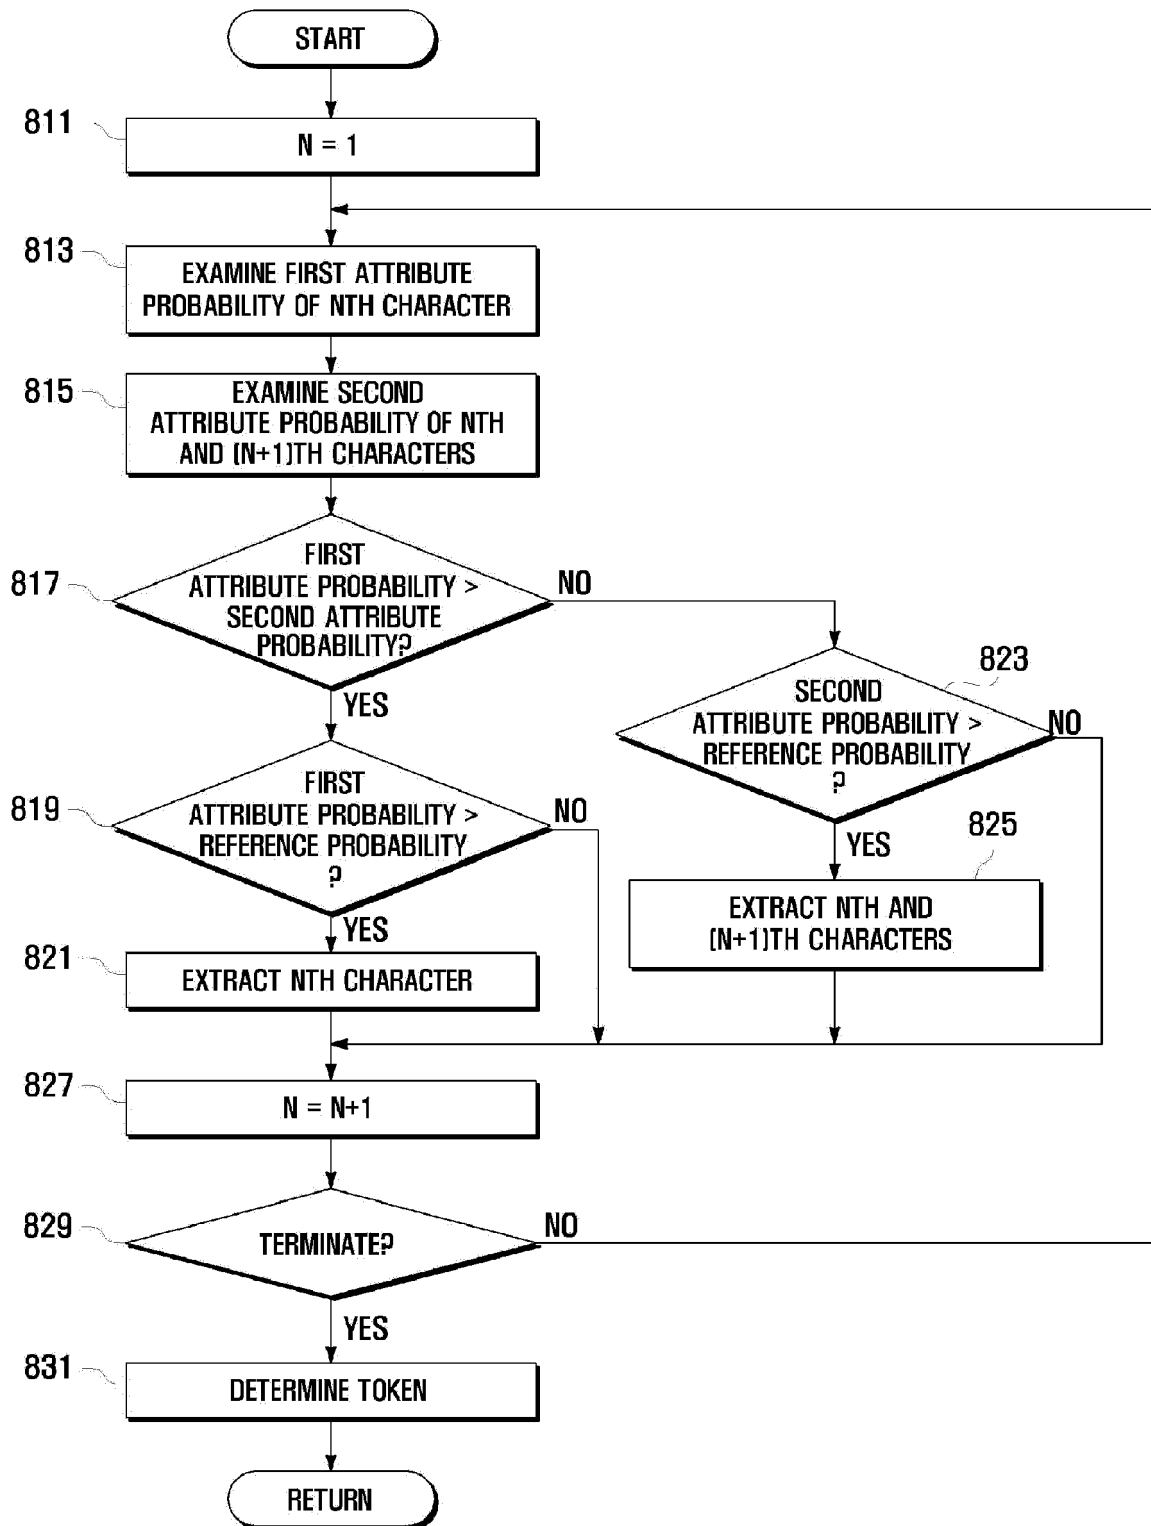 START
811
N = 1
813
EXAMINE FIRST ATTRIBUTE
PROBABILITY OF NTH CHARACTER
815
EXAMINE SECOND
ATTRIBUTE PROBABILITY OF NTH
AND (N+1)TH CHARACTERS
817
FIRST
ATTRIBUTE PROBABILITY >
SECOND ATTRIBUTE
PROBABILITY?
NO
YES
823
SECOND
ATTRIBUTE PROBABILITY >
REFERENCE PROBABILITY
?
NO
YES
819
FIRST
ATTRIBUTE PROBABILITY >
REFERENCE PROBABILITY
?
NO
YES
825
EXTRACT NTH AND
(N+1)TH CHARACTERS
821
EXTRACT NTH CHARACTER
827
N = N+1
829
TERMINATE?
NO
YES
831
DETERMINE TOKEN
RETURN